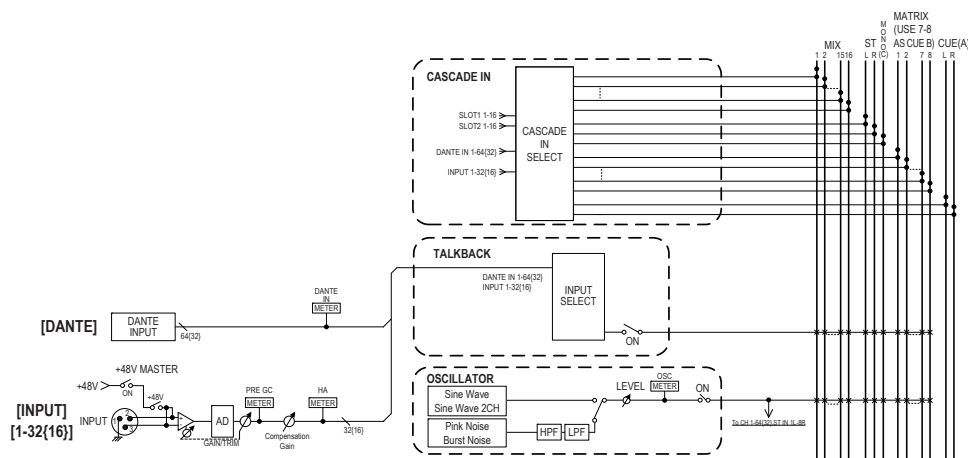 MATRIX
(USE 7-8
MIX
ST
MONO(C)
AS CUE B)
CUE(A)
1 2 15 16 L R 1 2 7 8 L R
CASCADE IN
SLOT1 1-16
SLOT2 1-16
DANTE IN 1-64{32}
INPUT 1-32{16}
CASCADE
IN
SELECT
TALKBACK
DANTE IN 1-64{32}
INPUT 1-32{16}
INPUT
SELECT
ON
[DANTE]
DANTE
INPUT
64{32}
DANTE
IN
METER
+48V MASTER
+48V
ON
+48V
[INPUT]
[1-32{16}]
INPUT
1
2
3
AD
GAIN/TRIM
PRE GC
METER
Compensation
Gain
HA
METER
32{16}
OSCILLATOR
Sine Wave
Sine Wave 2CH
Pink Noise
Burst Noise
HPF
LPF
LEVEL
OSC
METER
ON
To CH 1-64{32},ST IN 1L-8R